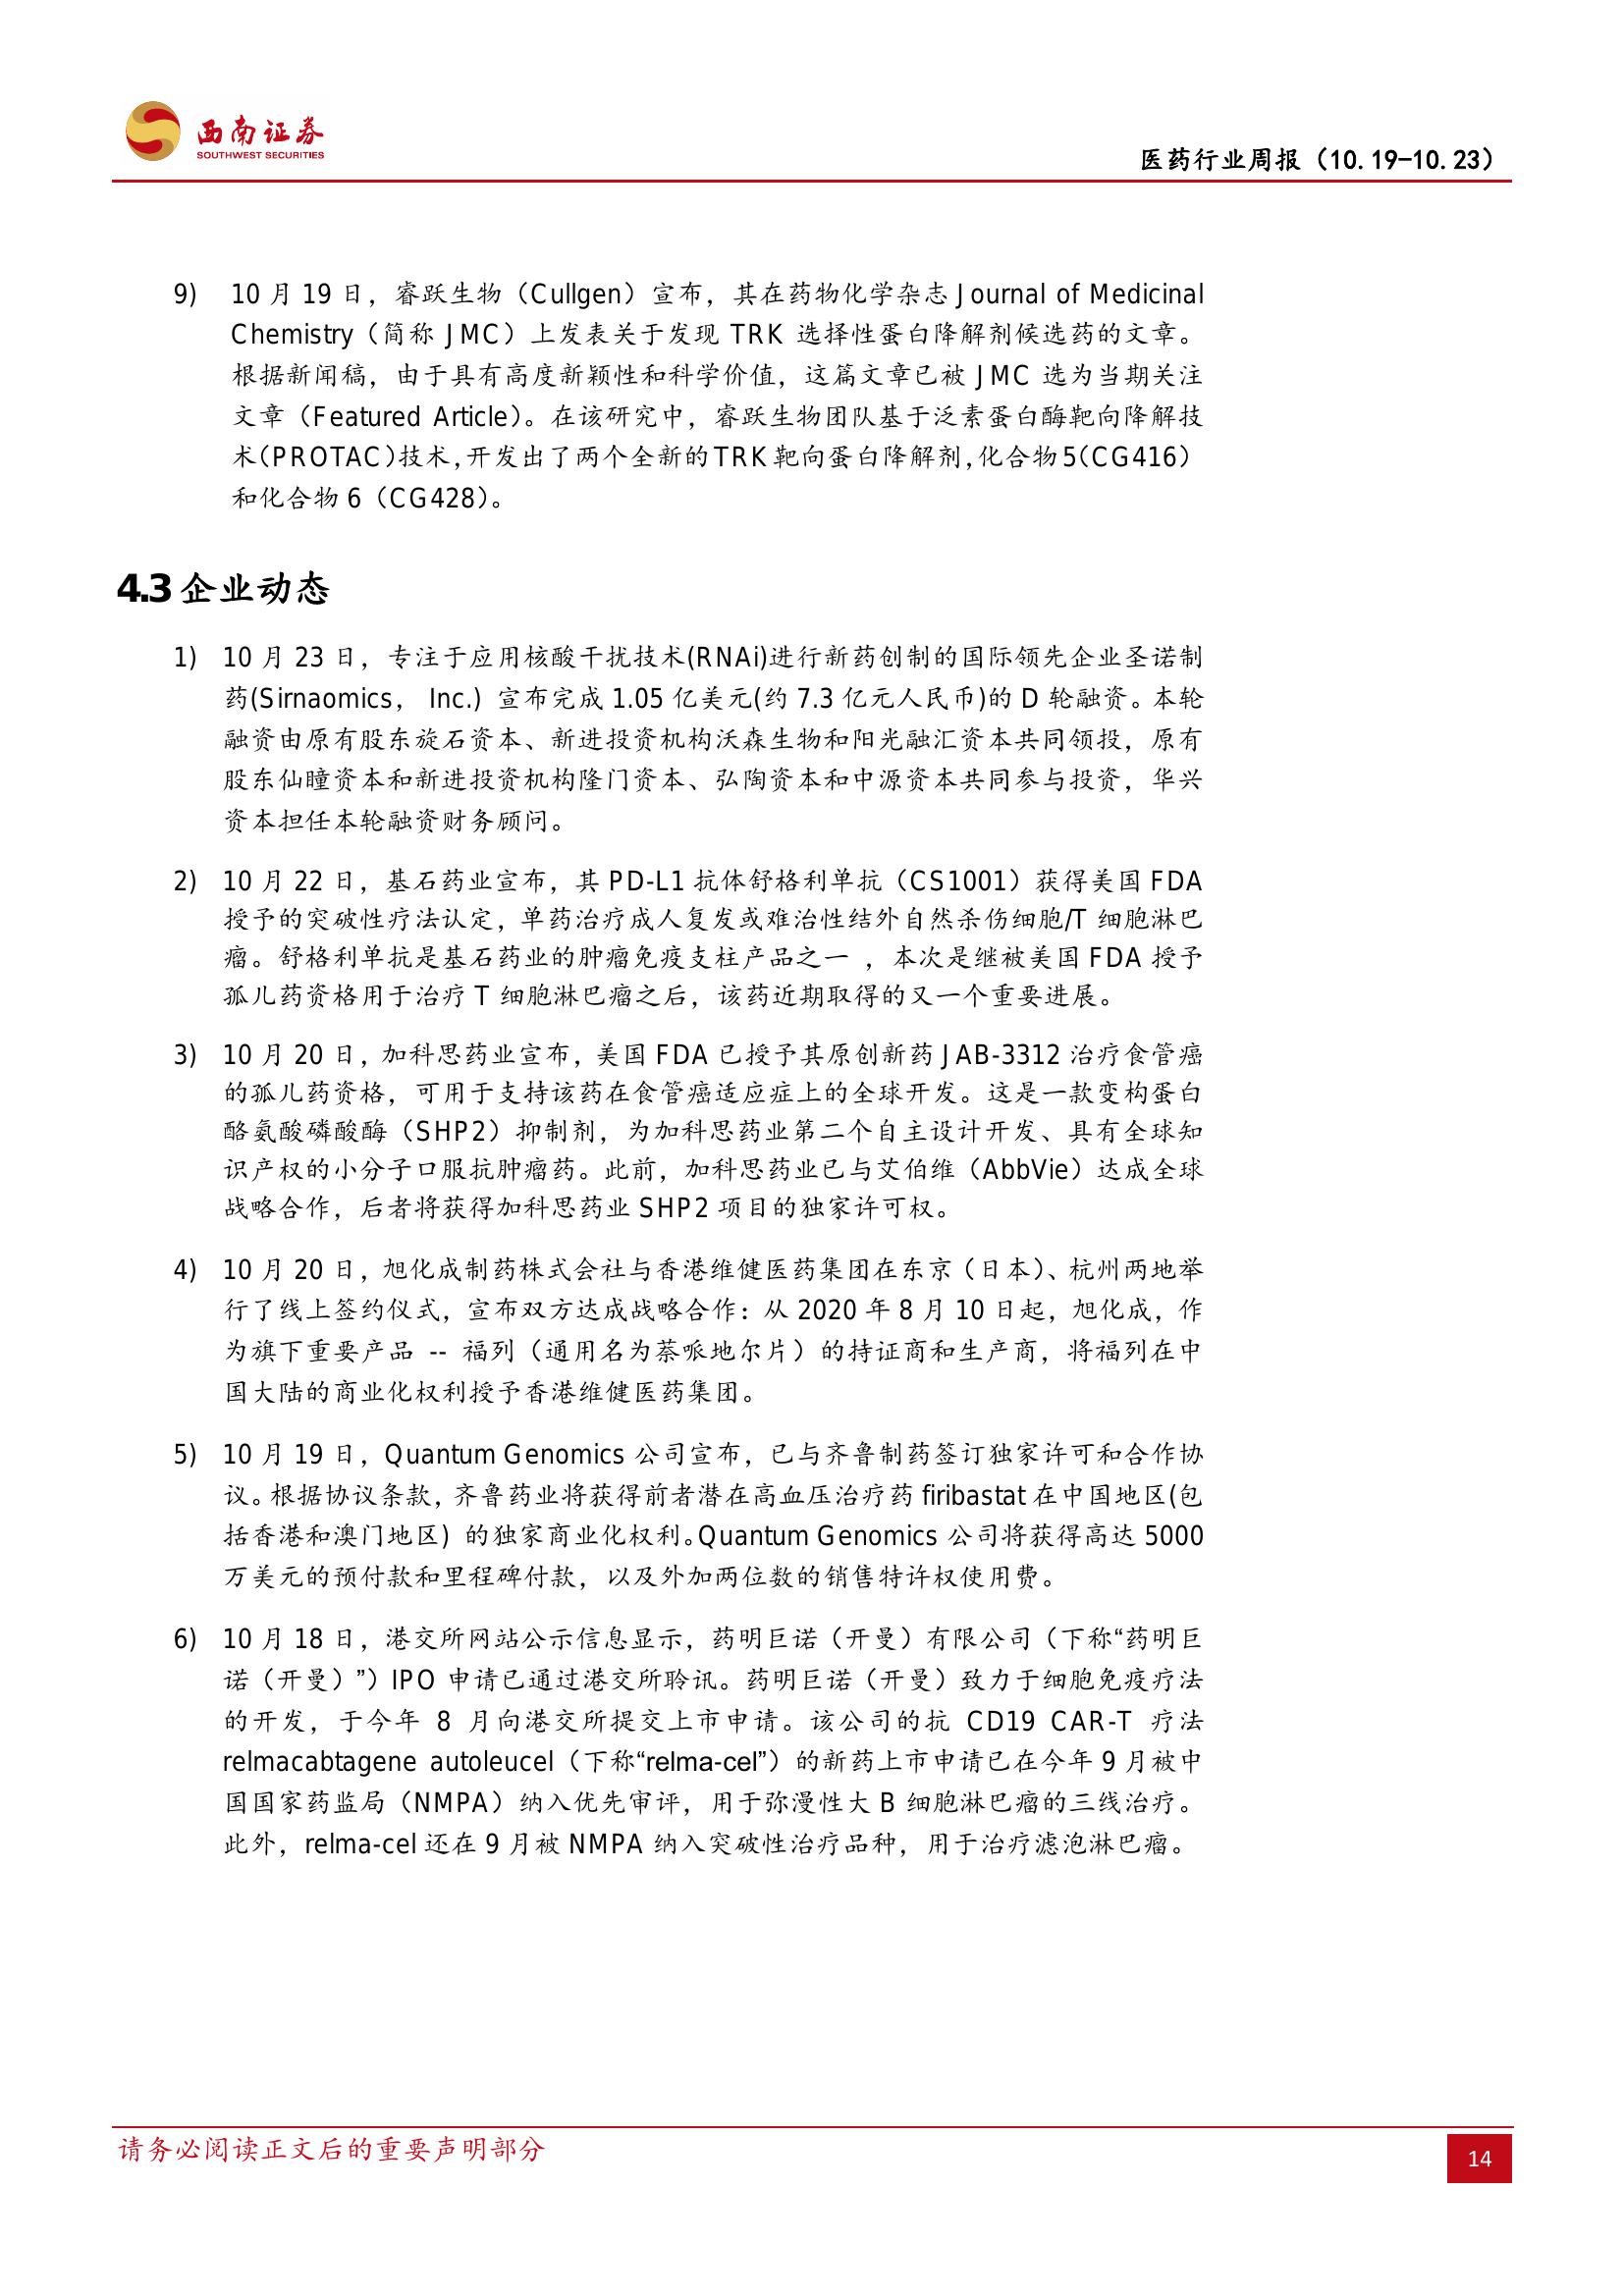 西南证券
SOUTHWEST SECURITIES
医药行业周报（10.19-10.23）
9) 10 月 19 日，睿跃生物（Cullgen）宣布，其在药物化学杂志 Journal of Medicinal
Chemistry（简称 JMC）上发表关于发现 TRK 选择性蛋白降解剂候选药的文章。
根据新闻稿，由于具有高度新颖性和科学价值，这篇文章已被 JMC 选为当期关注
文章（Featured Article）。在该研究中，睿跃生物团队基于泛素蛋白酶靶向降解技
术（PROTAC）技术，开发出了两个全新的 TRK 靶向蛋白降解剂，化合物 5（CG416）
和化合物 6（CG428）。
4.3 企业动态
1) 10 月 23 日，专注于应用核酸干扰技术(RNAi)进行新药创制的国际领先企业圣诺制
药(Sirnaomics， Inc.) 宣布完成 1.05 亿美元(约 7.3 亿元人民币)的 D 轮融资。本轮
融资由原有股东旋石资本、新进投资机构沃森生物和阳光融汇资本共同领投，原有
股东仙瞳资本和新进投资机构隆门资本、弘陶资本和中源资本共同参与投资，华兴
资本担任本轮融资财务顾问。
2) 10 月 22 日，基石药业宣布，其 PD-L1 抗体舒格利单抗（CS1001）获得美国 FDA
授予的突破性疗法认定，单药治疗成人复发或难治性结外自然杀伤细胞/T 细胞淋巴
瘤。舒格利单抗是基石药业的肿瘤免疫支柱产品之一 ，本次是继被美国 FDA 授予
孤儿药资格用于治疗 T 细胞淋巴瘤之后，该药近期取得的又一个重要进展。
3) 10 月 20 日，加科思药业宣布，美国 FDA 已授予其原创新药 JAB-3312 治疗食管癌
的孤儿药资格，可用于支持该药在食管癌适应症上的全球开发。这是一款变构蛋白
酪氨酸磷酸酶（SHP2）抑制剂，为加科思药业第二个自主设计开发、具有全球知
识产权的小分子口服抗肿瘤药。此前，加科思药业已与艾伯维（AbbVie）达成全球
战略合作，后者将获得加科思药业 SHP2 项目的独家许可权。
4) 10 月 20 日，旭化成制药株式会社与香港维健医药集团在东京（日本）、杭州两地举
行了线上签约仪式，宣布双方达成战略合作：从 2020 年 8 月 10 日起，旭化成，作
为旗下重要产品 -- 福列（通用名为萘哌地尔片）的持证商和生产商，将福列在中
国大陆的商业化权利授予香港维健医药集团。
5) 10 月 19 日，Quantum Genomics 公司宣布，已与齐鲁制药签订独家许可和合作协
议。根据协议条款，齐鲁药业将获得前者潜在高血压治疗药 firibastat 在中国地区(包
括香港和澳门地区) 的独家商业化权利。Quantum Genomics 公司将获得高达 5000
万美元的预付款和里程碑付款，以及外加两位数的销售特许权使用费。
6) 10 月 18 日，港交所网站公示信息显示，药明巨诺（开曼）有限公司（下称“药明巨
诺（开曼）”）IPO 申请已通过港交所聆讯。药明巨诺（开曼）致力于细胞免疫疗法
的开发，于今年 8 月向港交所提交上市申请。该公司的抗 CD19 CAR-T 疗法
relmacabtagene autoleucel（下称“relma-cel”）的新药上市申请已在今年 9 月被中
国国家药监局（NMPA）纳入优先审评，用于弥漫性大 B 细胞淋巴瘤的三线治疗。
此外，relma-cel 还在 9 月被 NMPA 纳入突破性治疗品种，用于治疗滤泡淋巴瘤。
请务必阅读正文后的重要声明部分
14